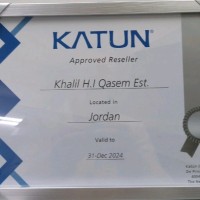 KATUN®
Approved Reseller
Khalil H.I Qasem Est.
Located in
Jordan
Valid to
31-Dec 2024